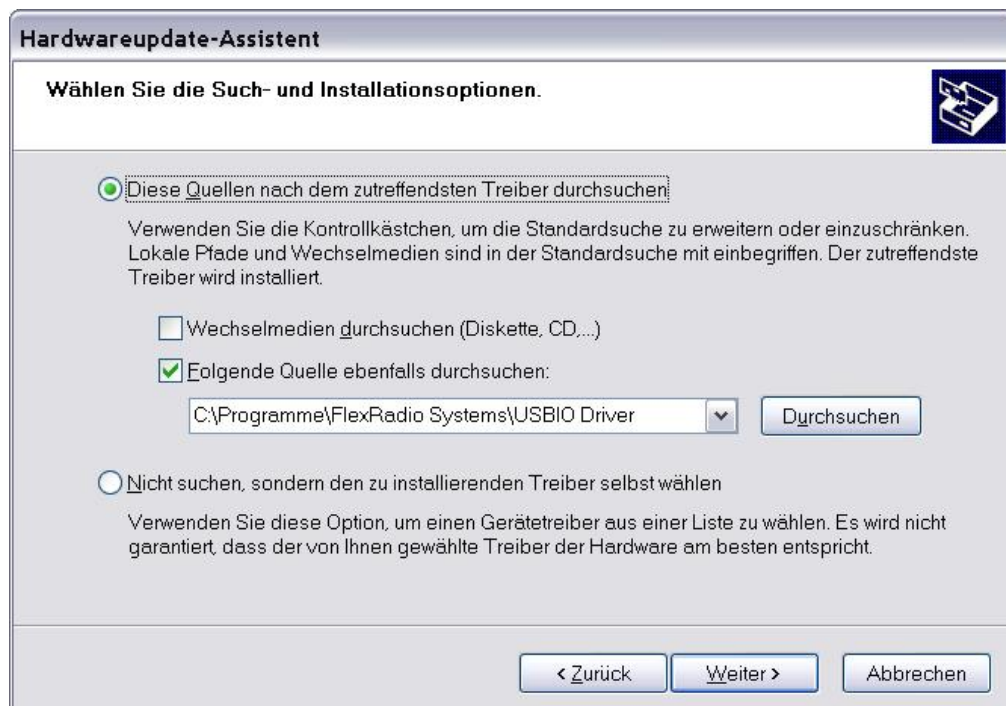 Hardwareupdate-Assistent
Wählen Sie die Such- und Installationsoptionen.
Diese Quellen nach dem zutreffendsten Treiber durchsuchen
Verwenden Sie die Kontrollkästchen, um die Standardsuche zu erweitern oder einzuschränken.
Lokale Pfade und Wechselmedien sind in der Standardsuche mit einbegriffen. Der zutreffendste
Treiber wird installiert.
Wechselmedien durchsuchen (Diskette, CD,...)
Folgende Quelle ebenfalls durchsuchen:
C:\Programme\FlexRadio Systems\USBIO Driver
Durchsuchen
Nicht suchen, sondern den zu installierenden Treiber selbst wählen
Verwenden Sie diese Option, um einen Gerätetreiber aus einer Liste zu wählen. Es wird nicht
garantiert, dass der von Ihnen gewählte Treiber der Hardware am besten entspricht.
< Zurück Weiter > Abbrechen